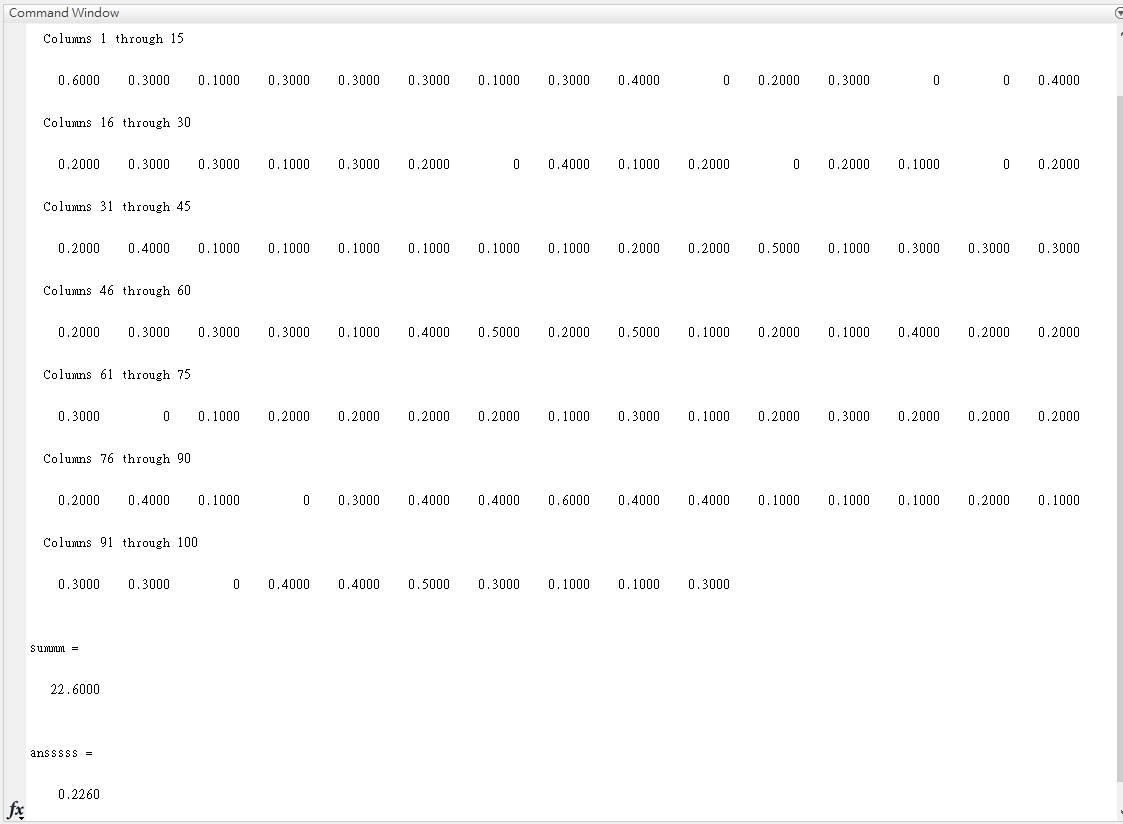 Command Window
Columns 1 through 15
0.6000 0.3000 0.1000 0.3000 0.3000 0.3000 0.1000 0.3000 0.4000 0 0.2000 0.3000 0 0 0.4000
Columns 16 through 30
0.2000 0.3000 0.3000 0.1000 0.3000 0.2000 0 0.4000 0.1000 0.2000 0 0.2000 0.1000 0 0.2000
Columns 31 through 45
0.2000 0.4000 0.1000 0.1000 0.1000 0.1000 0.1000 0.1000 0.2000 0.2000 0.5000 0.1000 0.3000 0.3000 0.3000
Columns 46 through 60
0.2000 0.3000 0.3000 0.3000 0.1000 0.4000 0.5000 0.2000 0.5000 0.1000 0.2000 0.1000 0.4000 0.2000 0.2000
Columns 61 through 75
0.3000 0 0.1000 0.2000 0.2000 0.2000 0.2000 0.1000 0.3000 0.1000 0.2000 0.3000 0.2000 0.2000 0.2000
Columns 76 through 90
0.2000 0.4000 0.1000 0 0.3000 0.4000 0.4000 0.6000 0.4000 0.4000 0.1000 0.1000 0.1000 0.2000 0.1000
Columns 91 through 100
0.3000 0.3000 0 0.4000 0.4000 0.5000 0.3000 0.1000 0.1000 0.3000
summm =
22.6000
ansssss =
0.2260
fx